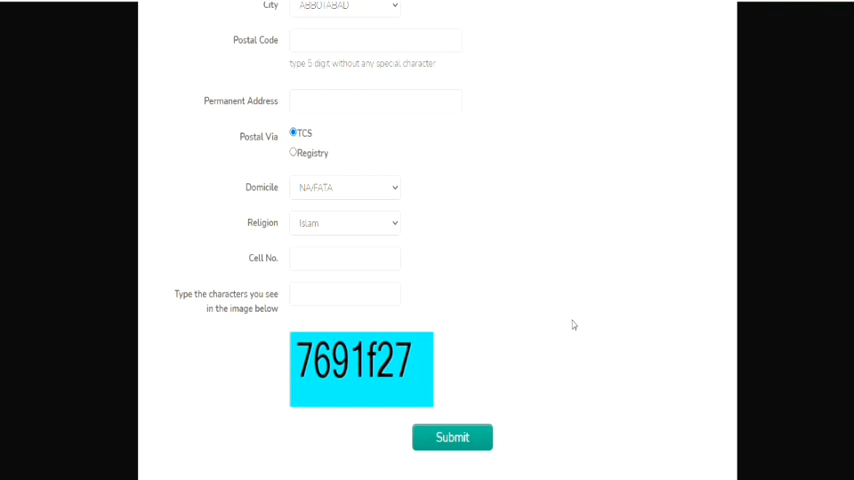 City ABBOTABAD
Postal Code
type 5 digit without any special character
Permanent Address
Postal Via TCS
Registry
Domicile NA/FATA
Religion Islam
Cell No.
Type the characters you see
in the image below
7691f27
Submit